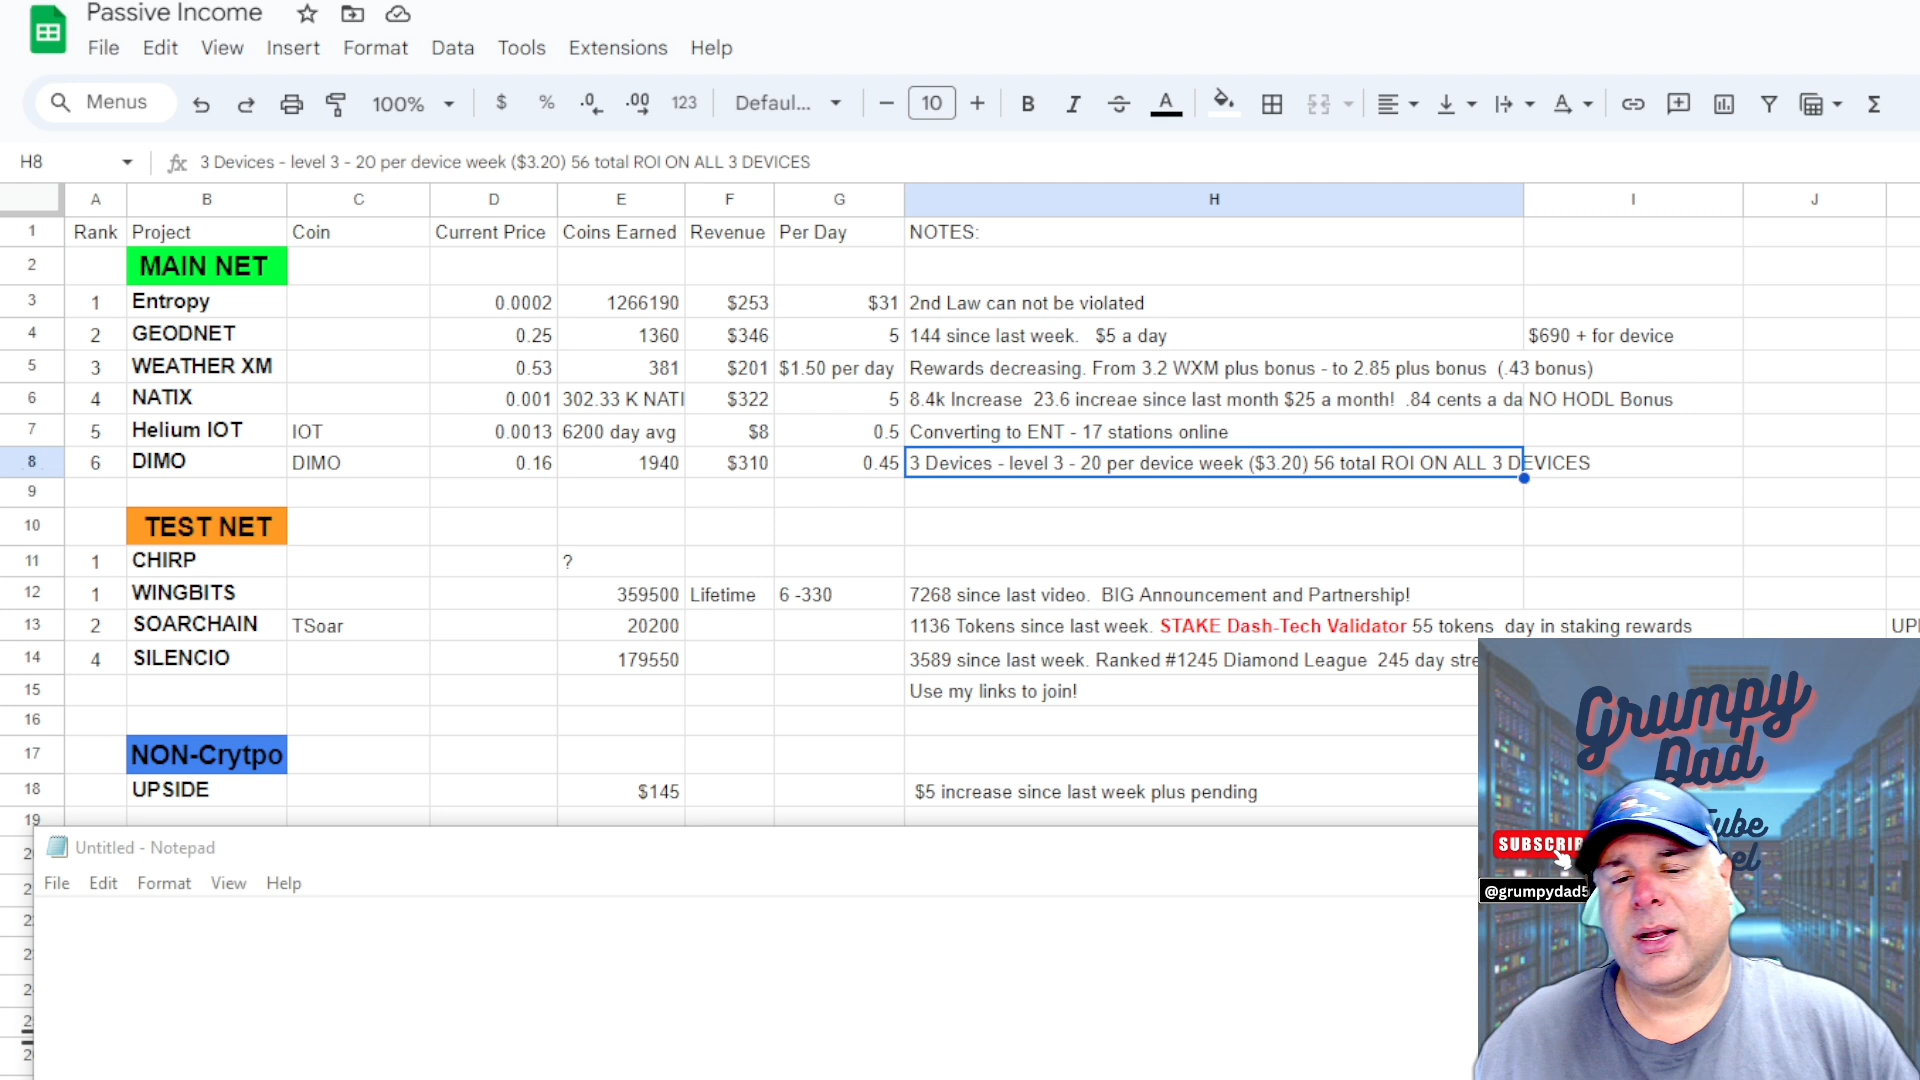 Passive Income
File Edit View Insert Format Data Tools Extensions Help
Menus 100% $ % .0 .00 123 Defaul... 10 B I A Σ
H8 fx 3 Devices - level 3 - 20 per device week ($3.20) 56 total ROI ON ALL 3 DEVICES
A B C D E F G H I J
1 Rank Project Coin Current Price Coins Earned Revenue Per Day NOTES:
2 MAIN NET
3 1 Entropy 0.0002 1266190 $253 $31 2nd Law can not be violated
4 2 GEODNET 0.25 1360 $346 5 144 since last week. $5 a day $690 + for device
5 3 WEATHER XM 0.53 381 $201 $1.50 per day Rewards decreasing. From 3.2 WXM plus bonus - to 2.85 plus bonus (.43 bonus)
6 4 NATIX 0.001 302.33 K NATI $322 5 8.4k Increase 23.6 increae since last month $25 a month! .84 cents a da NO HODL Bonus
7 5 Helium IOT IOT 0.0013 6200 day avg $8 0.5 Converting to ENT - 17 stations online
8 6 DIMO DIMO 0.16 1940 $310 0.45 3 Devices - level 3 - 20 per device week ($3.20) 56 total ROI ON ALL 3 DEVICES
9
10 TEST NET
11 1 CHIRP ?
12 1 WINGBITS 359500 Lifetime 6 -330 7268 since last video. BIG Announcement and Partnership!
13 2 SOARCHAIN TSoar 20200 1136 Tokens since last week. STAKE Dash-Tech Validator 55 tokens day in staking rewards UPI
14 4 SILENCIO 179550 3589 since last week. Ranked #1245 Diamond League 245 day stre
15 Use my links to join!
16
17 NON-Crytpo
18 UPSIDE $145 $5 increase since last week plus pending
19
Untitled - Notepad
File Edit Format View Help
Grumpy
Dad
SUBSCRIB
@grumpydad5